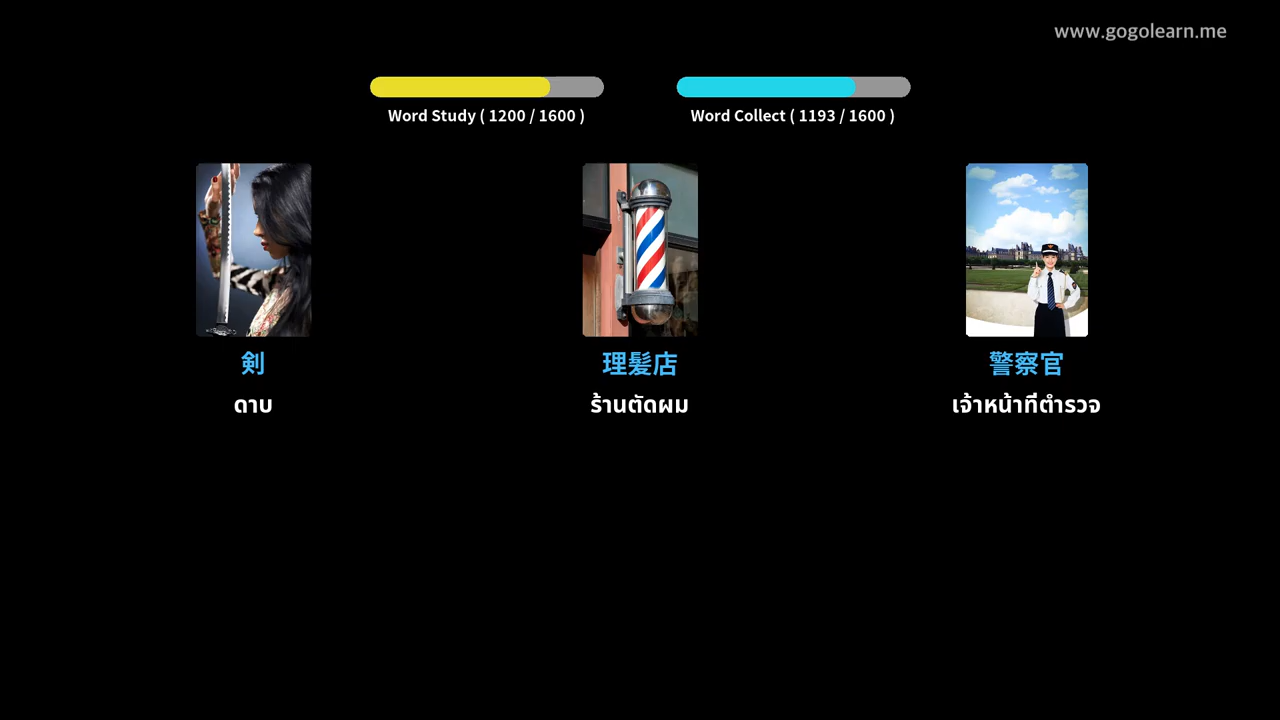 www.gogolearn.me
Word Study ( 1200 / 1600 )
Word Collect ( 1193 / 1600 )
剣
理髪店
警察官
ดาบ
ร้านตัดผม
เจ้าหน้าที่ตำรวจ